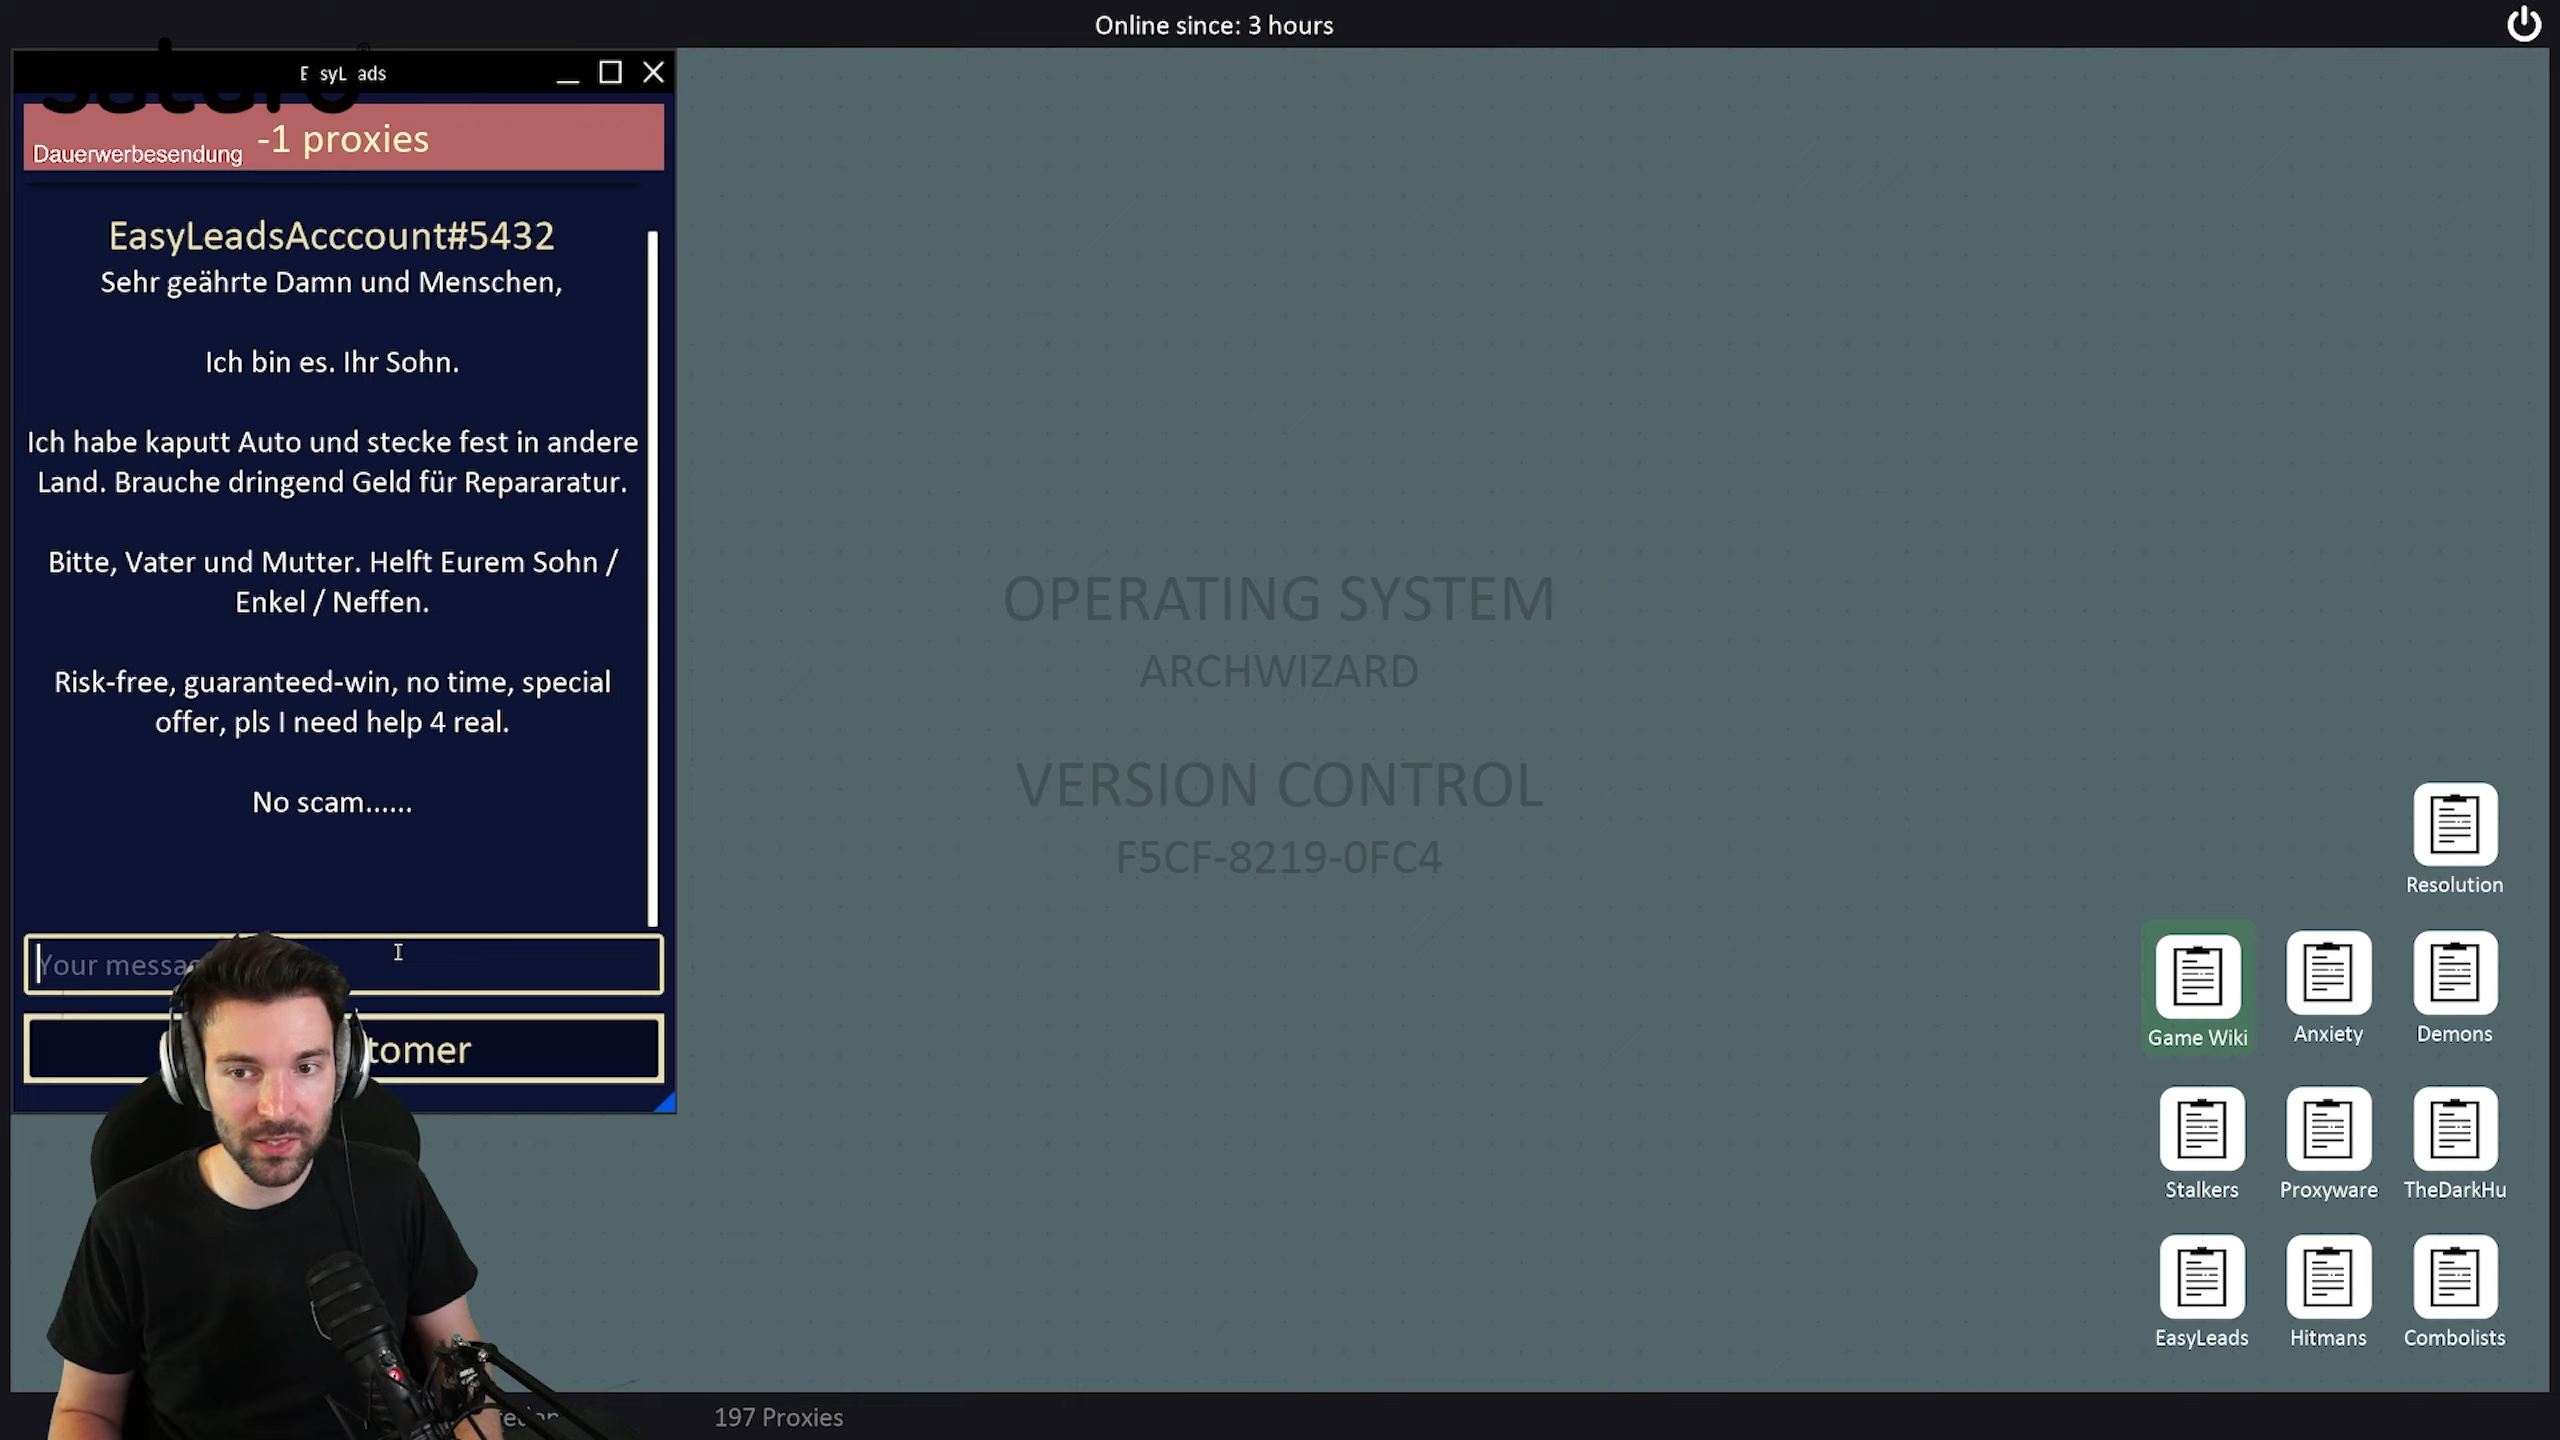 Online since: 3 hours
-1 proxies
Dauerwerbesendung
EasyLeadsAcccount#5432
Sehr geährte Damn und Menschen,
Ich bin es. Ihr Sohn.
Ich habe kaputt Auto und stecke fest in andere
Land. Brauche dringend Geld für Repararatur.
Bitte, Vater und Mutter. Helft Eurem Sohn /
Enkel / Neffen.
Risk-free, guaranteed-win, no time, special
offer, pls I need help 4 real.
No scam......
Your
OPERATING SYSTEM
ARCHWIZARD
VERSION CONTROL
F5CF-8219-0FC4
Resolution
Game Wiki
Anxiety
Demons
Stalkers
Proxyware
TheDarkHu
EasyLeads
Hitmans
Combolists
197 Proxies